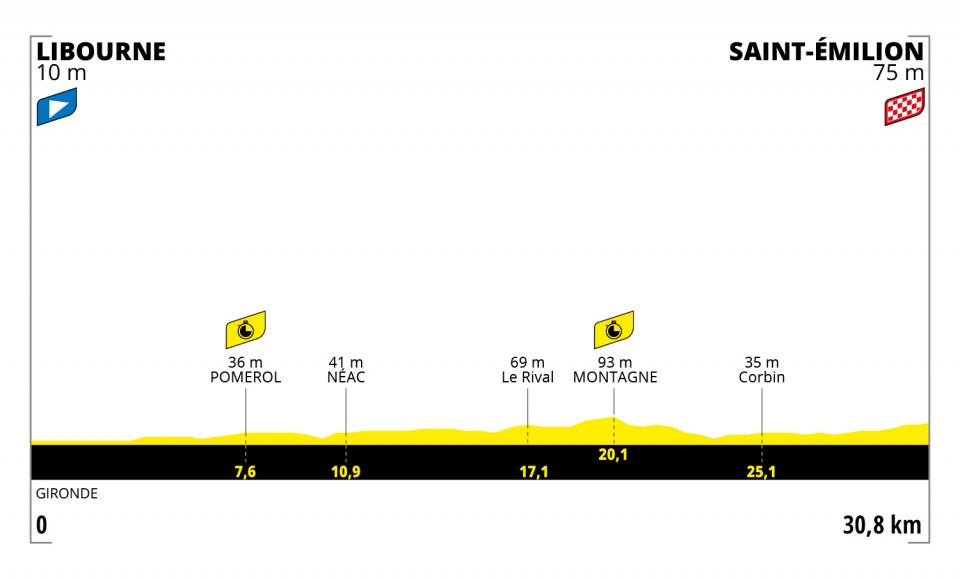 LIBOURNE
10 m
SAINT-ÉMILION
75 m
36 m
POMEROL
41 m
NÉAC
69 m
Le Rival
93 m
MONTAGNE
35 m
Corbin
7,6
10,9
17,1
20,1
25,1
GIRONDE
0
30,8 km